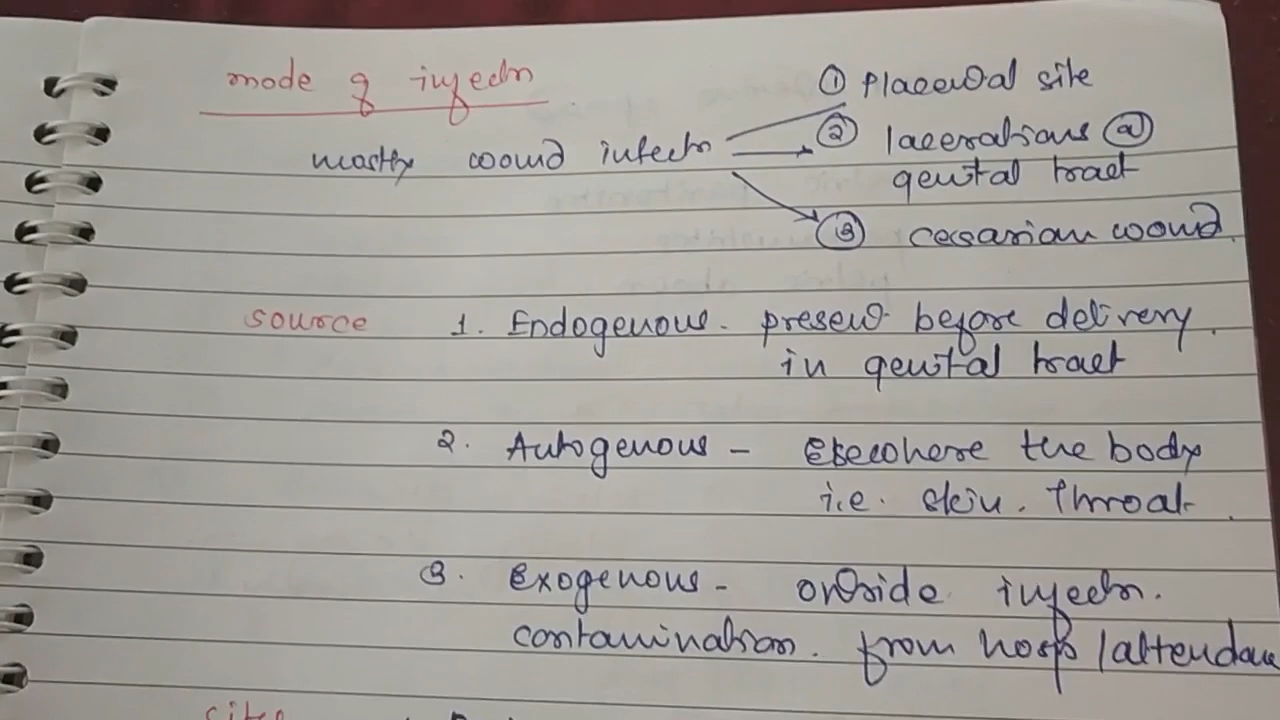 mode of infectn
mostly wound infectn
① Placental site
② lacerations @
genital tract
③ cesarian wound.
source 1. Endogenous. present before delivery.
in genital tract
2. Autogenous - Elsewhere the body
i.e. skin. Throat.
3. Exogenous - outside infectn.
contamination. from hosp/attendance
sites